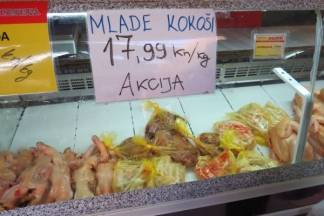 MLADE KOKOŠI
17,99 Kn/kg
AKCIJA